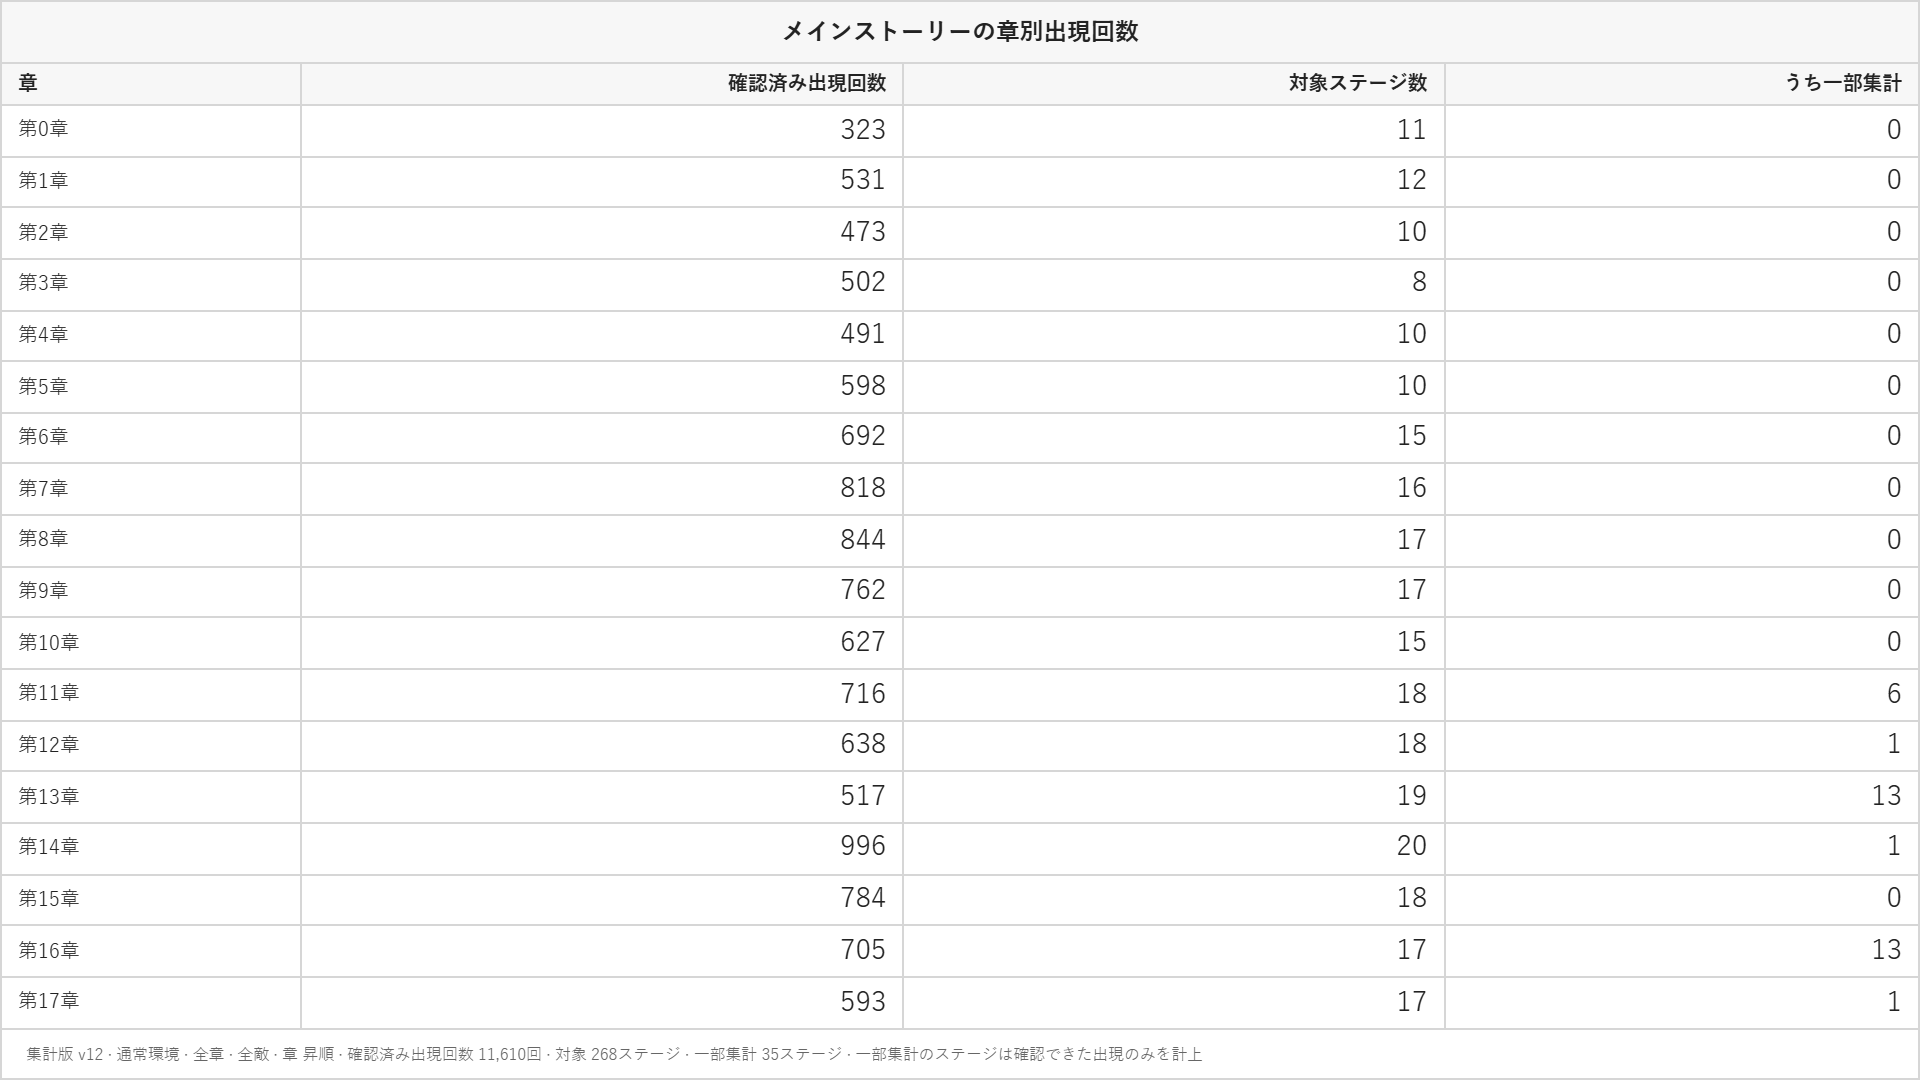 メインストーリーの章別出現回数
章 確認済み出現回数 対象ステージ数 うち一部集計
第0章 323 11 0
第1章 531 12 0
第2章 473 10 0
第3章 502 8 0
第4章 491 10 0
第5章 598 10 0
第6章 692 15 0
第7章 818 16 0
第8章 844 17 0
第9章 762 17 0
第10章 627 15 0
第11章 716 18 6
第12章 638 18 1
第13章 517 19 13
第14章 996 20 1
第15章 784 18 0
第16章 705 17 13
第17章 593 17 1
集計版 v12 · 通常環境 · 全章 · 全敵 · 章 昇順 · 確認済み出現回数 11,610回 · 対象 268ステージ · 一部集計 35ステージ · 一部集計のステージは確認できた出現のみを計上